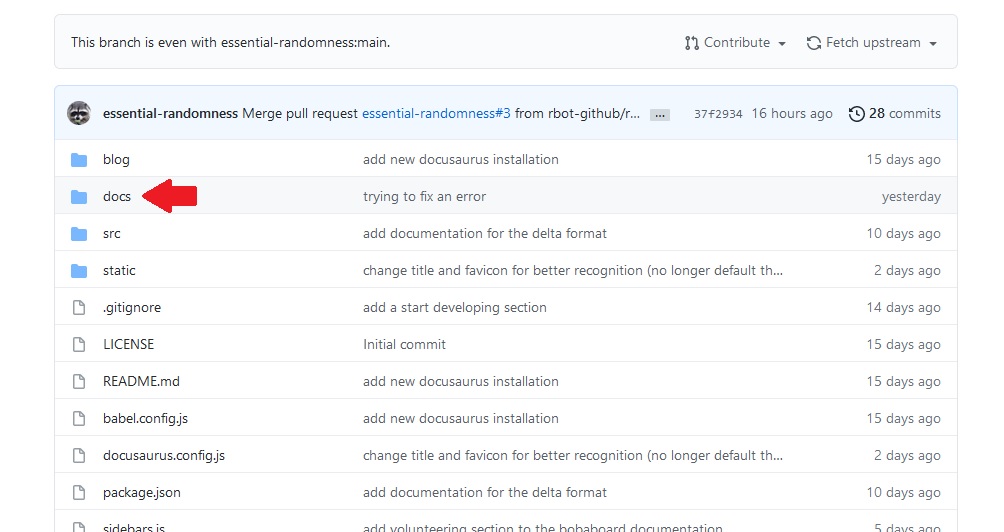 This branch is even with essential-randomness:main. Contribute Fetch upstream
essential-randomness Merge pull request essential-randomness#3 from rbot-github/r... ... 37f2934 16 hours ago 28 commits
blog add new docusaurus installation 15 days ago
docs trying to fix an error yesterday
src add documentation for the delta format 10 days ago
static change title and favicon for better recognition (no longer default th... 2 days ago
.gitignore add a start developing section 14 days ago
LICENSE Initial commit 15 days ago
README.md add new docusaurus installation 15 days ago
babel.config.js add new docusaurus installation 15 days ago
docusaurus.config.js change title and favicon for better recognition (no longer default th... 2 days ago
package.json add documentation for the delta format 10 days ago
sidebars.js add volunteering section to the bobaboard documentation 5 days ago